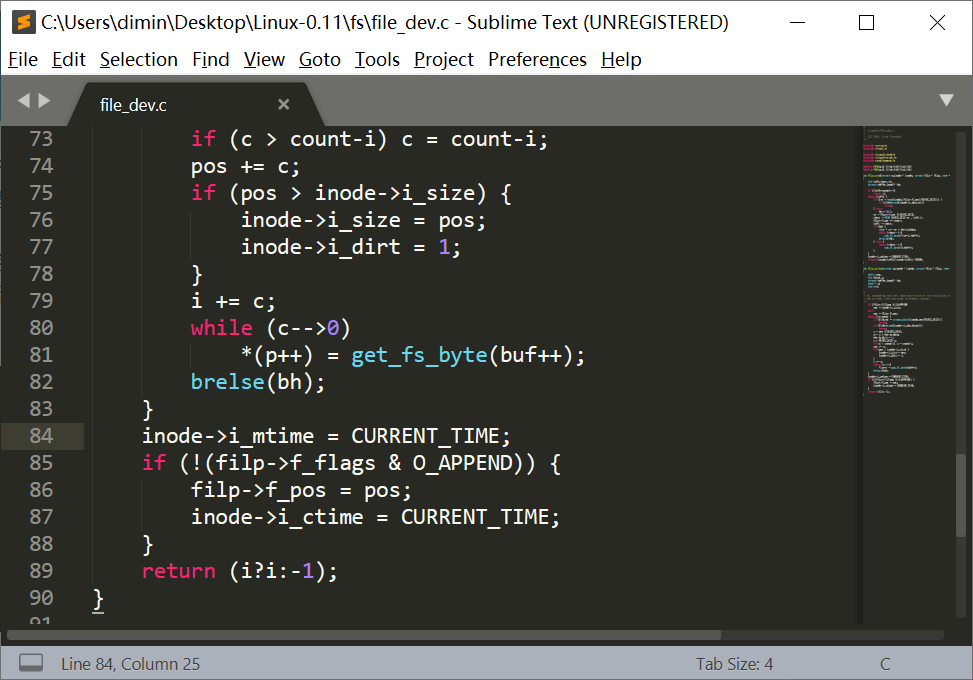 C:\Users\dimin\Desktop\Linux-0.11\fs\file_dev.c - Sublime Text (UNREGISTERED)
File Edit Selection Find View Goto Tools Project Preferences Help
file_dev.c
73 if (c > count-i) c = count-i;
74 pos += c;
75 if (pos > inode->i_size) {
76 inode->i_size = pos;
77 inode->i_dirt = 1;
78 }
79 i += c;
80 while (c-->0)
81 *(p++) = get_fs_byte(buf++);
82 brelse(bh);
83 }
84 inode->i_mtime = CURRENT_TIME;
85 if (!(filp->f_flags & O_APPEND)) {
86 filp->f_pos = pos;
87 inode->i_ctime = CURRENT_TIME;
88 }
89 return (i?i:-1);
90 }
91
Line 84, Column 25 Tab Size: 4 C